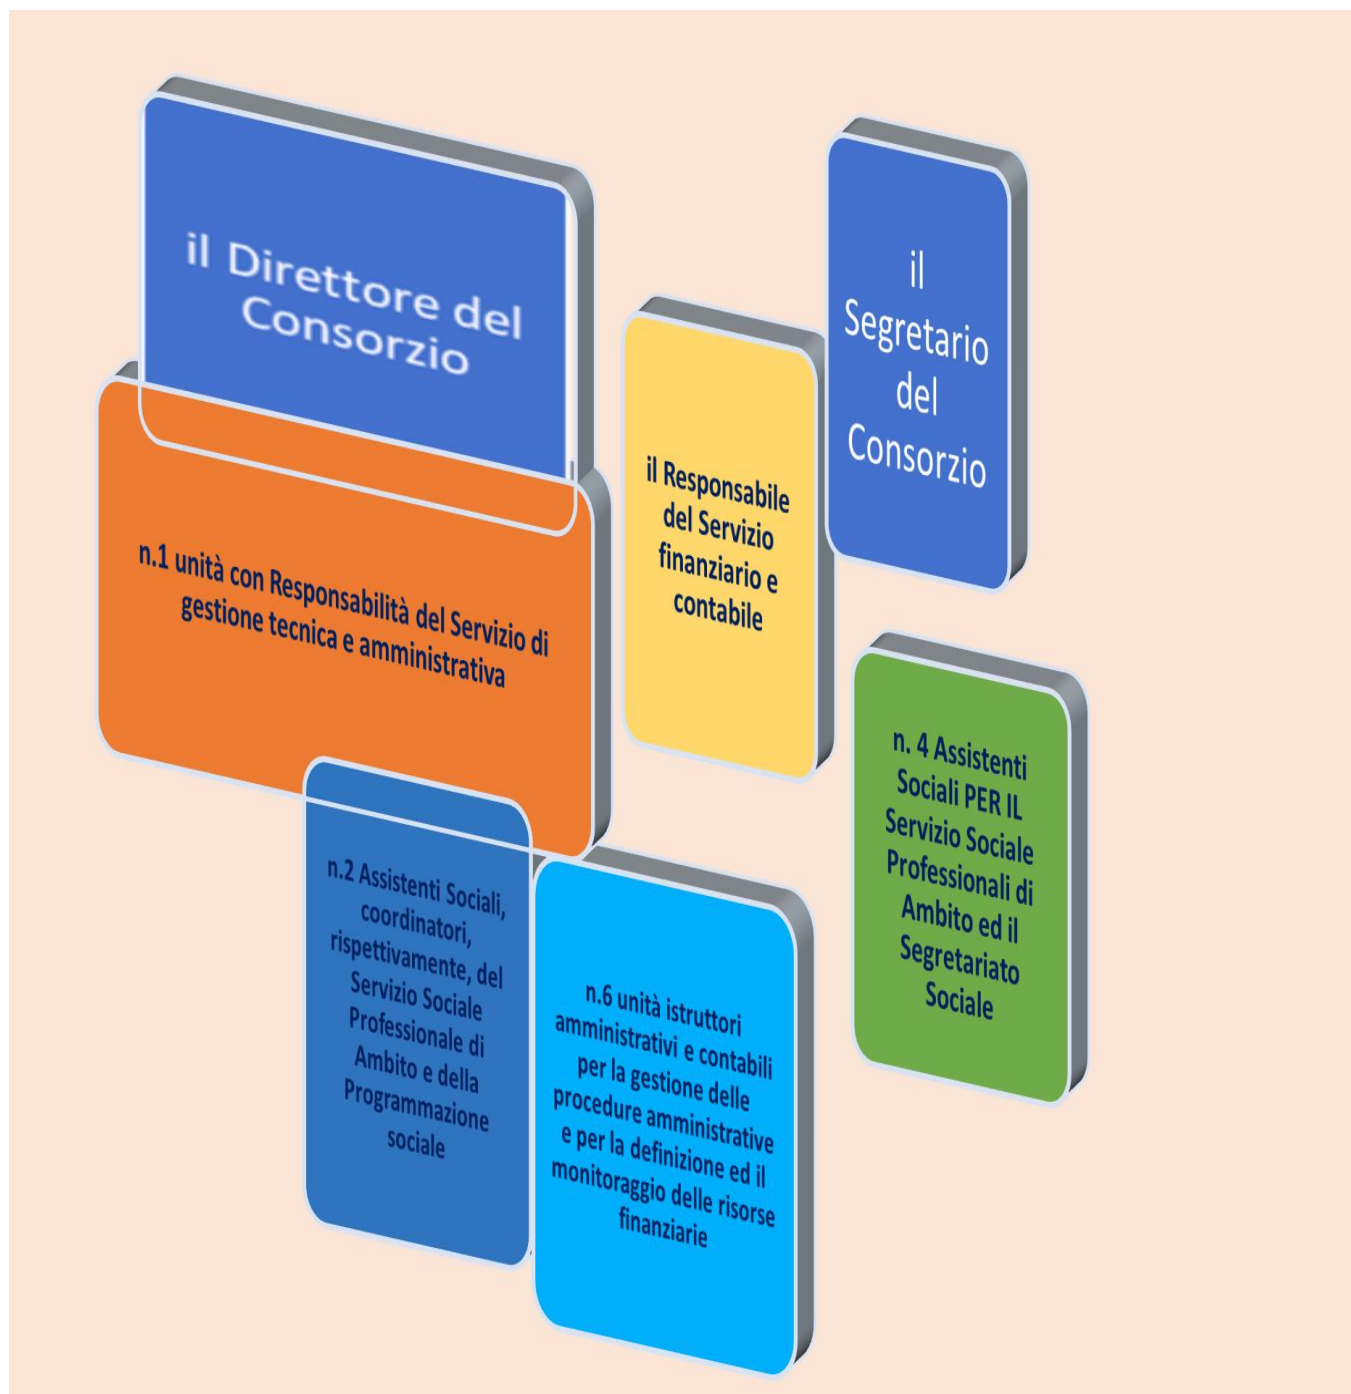 il Direttore del
Consorzio
il
Segretario
del
Consorzio
il Responsabile
del Servizio
finanziario e
contabile
n.1 unità con Responsabilità del Servizio di
gestione tecnica e amministrativa
n. 4 Assistenti
Sociali PER IL
Servizio Sociale
Professionali di
Ambito ed il
Segretariato
Sociale
n.2 Assistenti Sociali,
coordinatori,
rispettivamente, del
Servizio Sociale
Professionale di
Ambito e della
Programmazione
sociale
n.6 unità istruttori
amministrativi e contabili
per la gestione delle
procedure amministrative
e per la definizione ed il
monitoraggio delle risorse
finanziarie